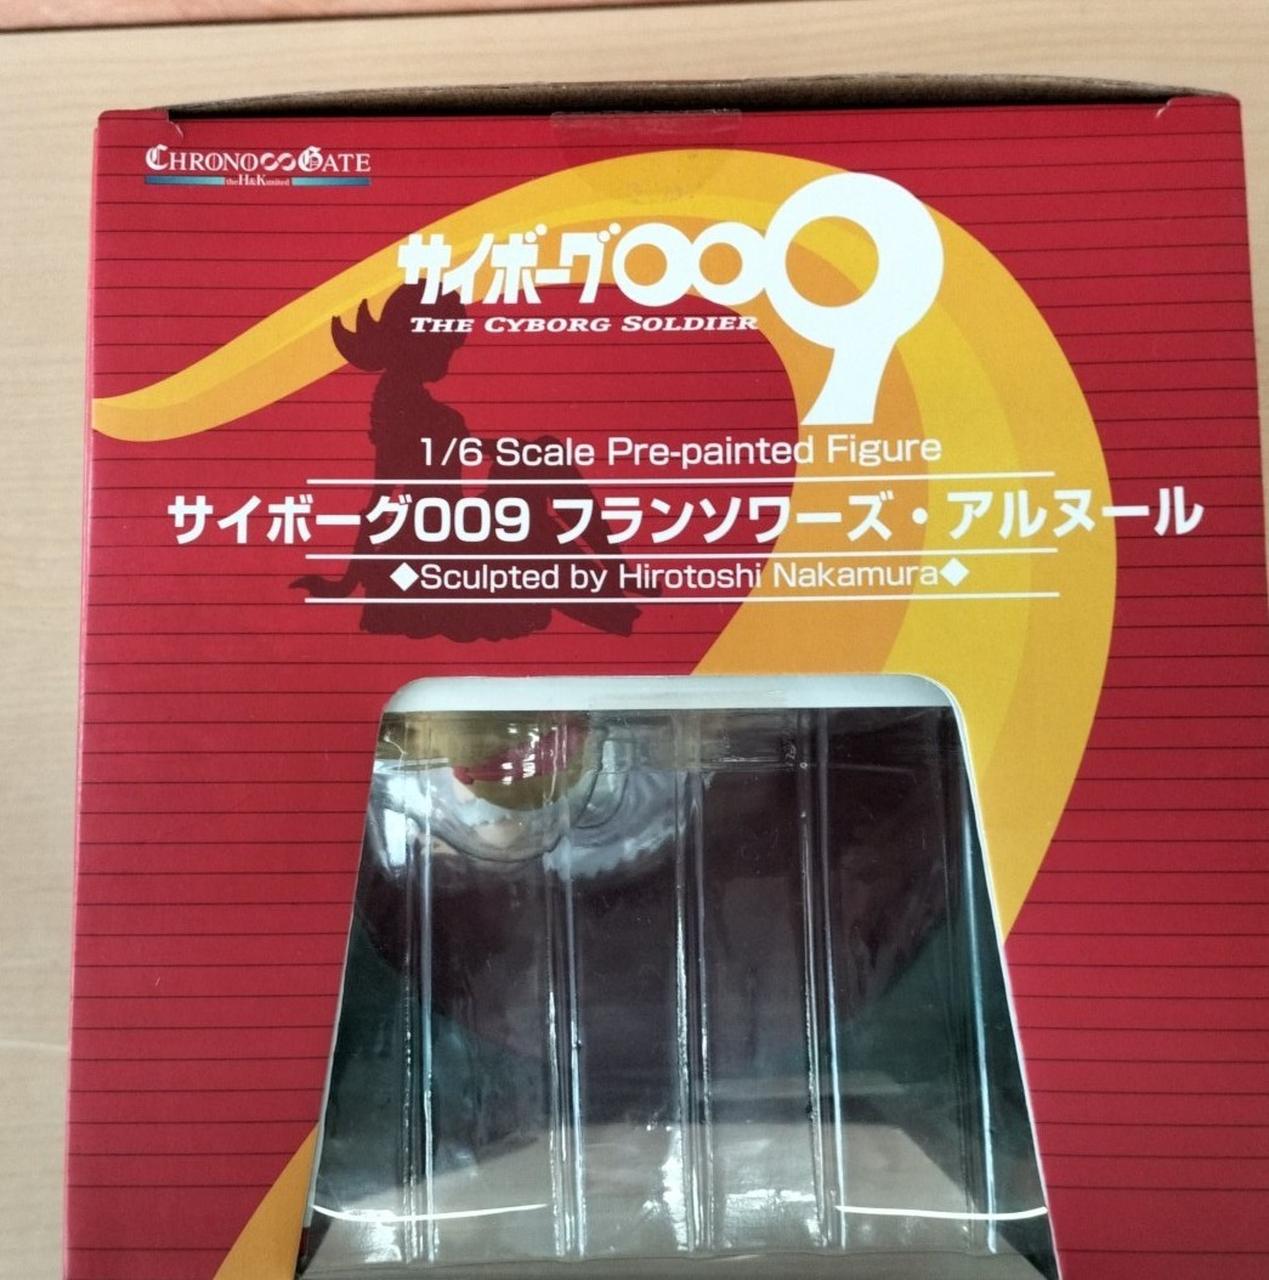 CHRONO GATE
the H&K united
サイボーグ009
THE CYBORG SOLDIER
1/6 Scale Pre-painted Figure
サイボーグ009 フランソワーズ・アルヌール
◆Sculpted by Hirotoshi Nakamura◆